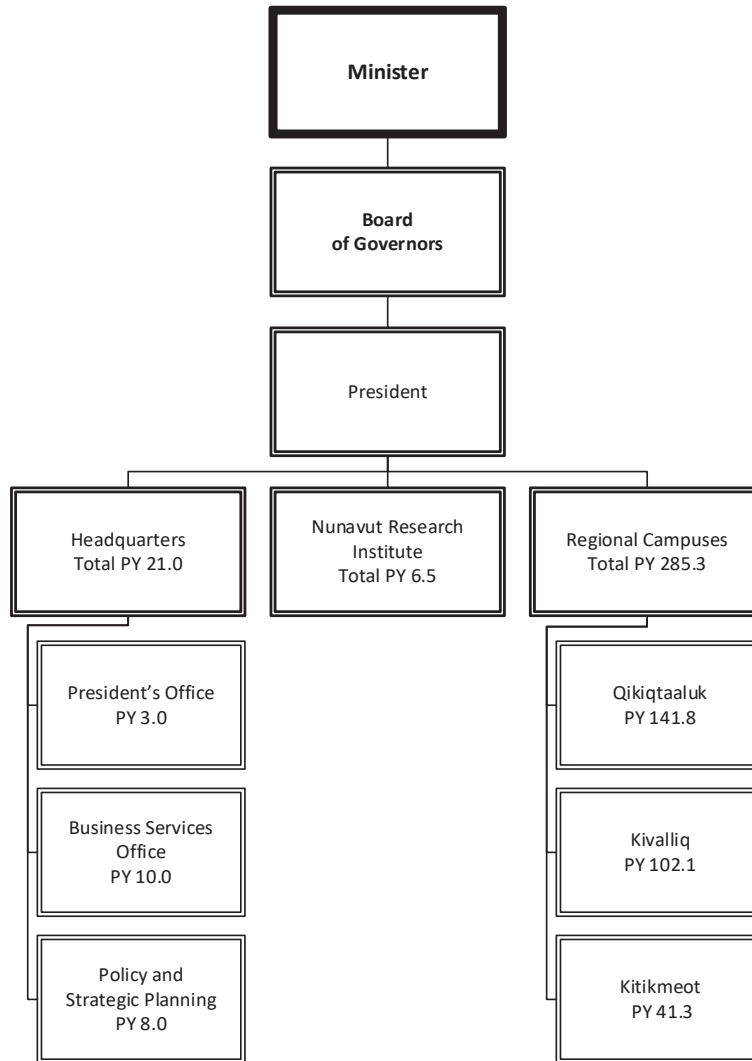 Minister
Board
of Governors
President
Headquarters
Total PY 21.0
Nunavut Research
Institute
Total PY 6.5
Regional Campuses
Total PY 285.3
President’s Office
PY 3.0
Business Services
Office
PY 10.0
Policy and
Strategic Planning
PY 8.0
Qikiqtaaluk
PY 141.8
Kivalliq
PY 102.1
Kitikmeot
PY 41.3